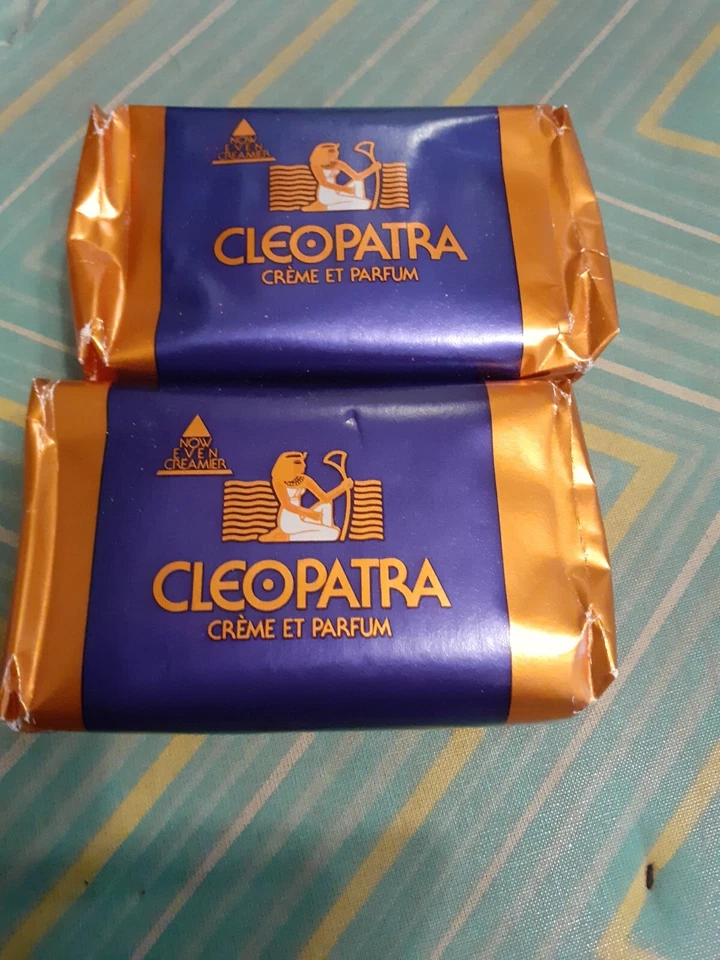 NOW
EVEN
CREAMIER
CLEOPATRA
CRÈME ET PARFUM
NOW
EVEN
CREAMIER
CLEOPATRA
CRÈME ET PARFUM